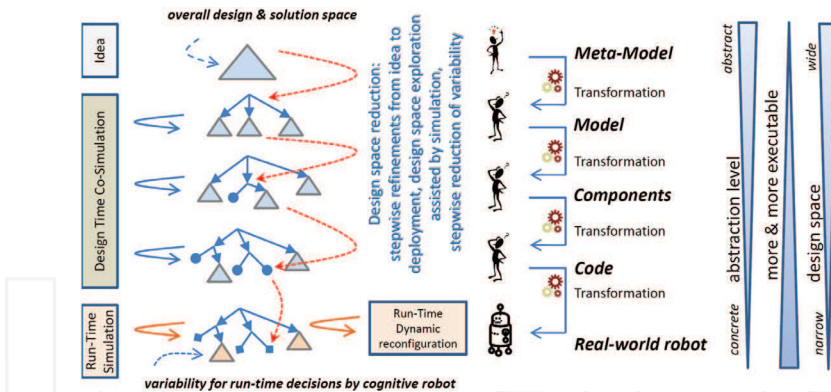 overall design & solution space
Idea
Design Time Co-Simulation
Run-Time
Simulation
Design space reduction:
stepwise refinements from idea to
deployment, design space exploration
assisted by simulation,
stepwise reduction of variability
Run-Time
Dynamic
reconfiguration
variability for run-time decisions by cognitive robot
Meta-Model
Transformation
Model
Transformation
Components
Transformation
Code
Transformation
Real-world robot
abstract
abstraction level
concrete
more & more executable
wide
design space
narrow